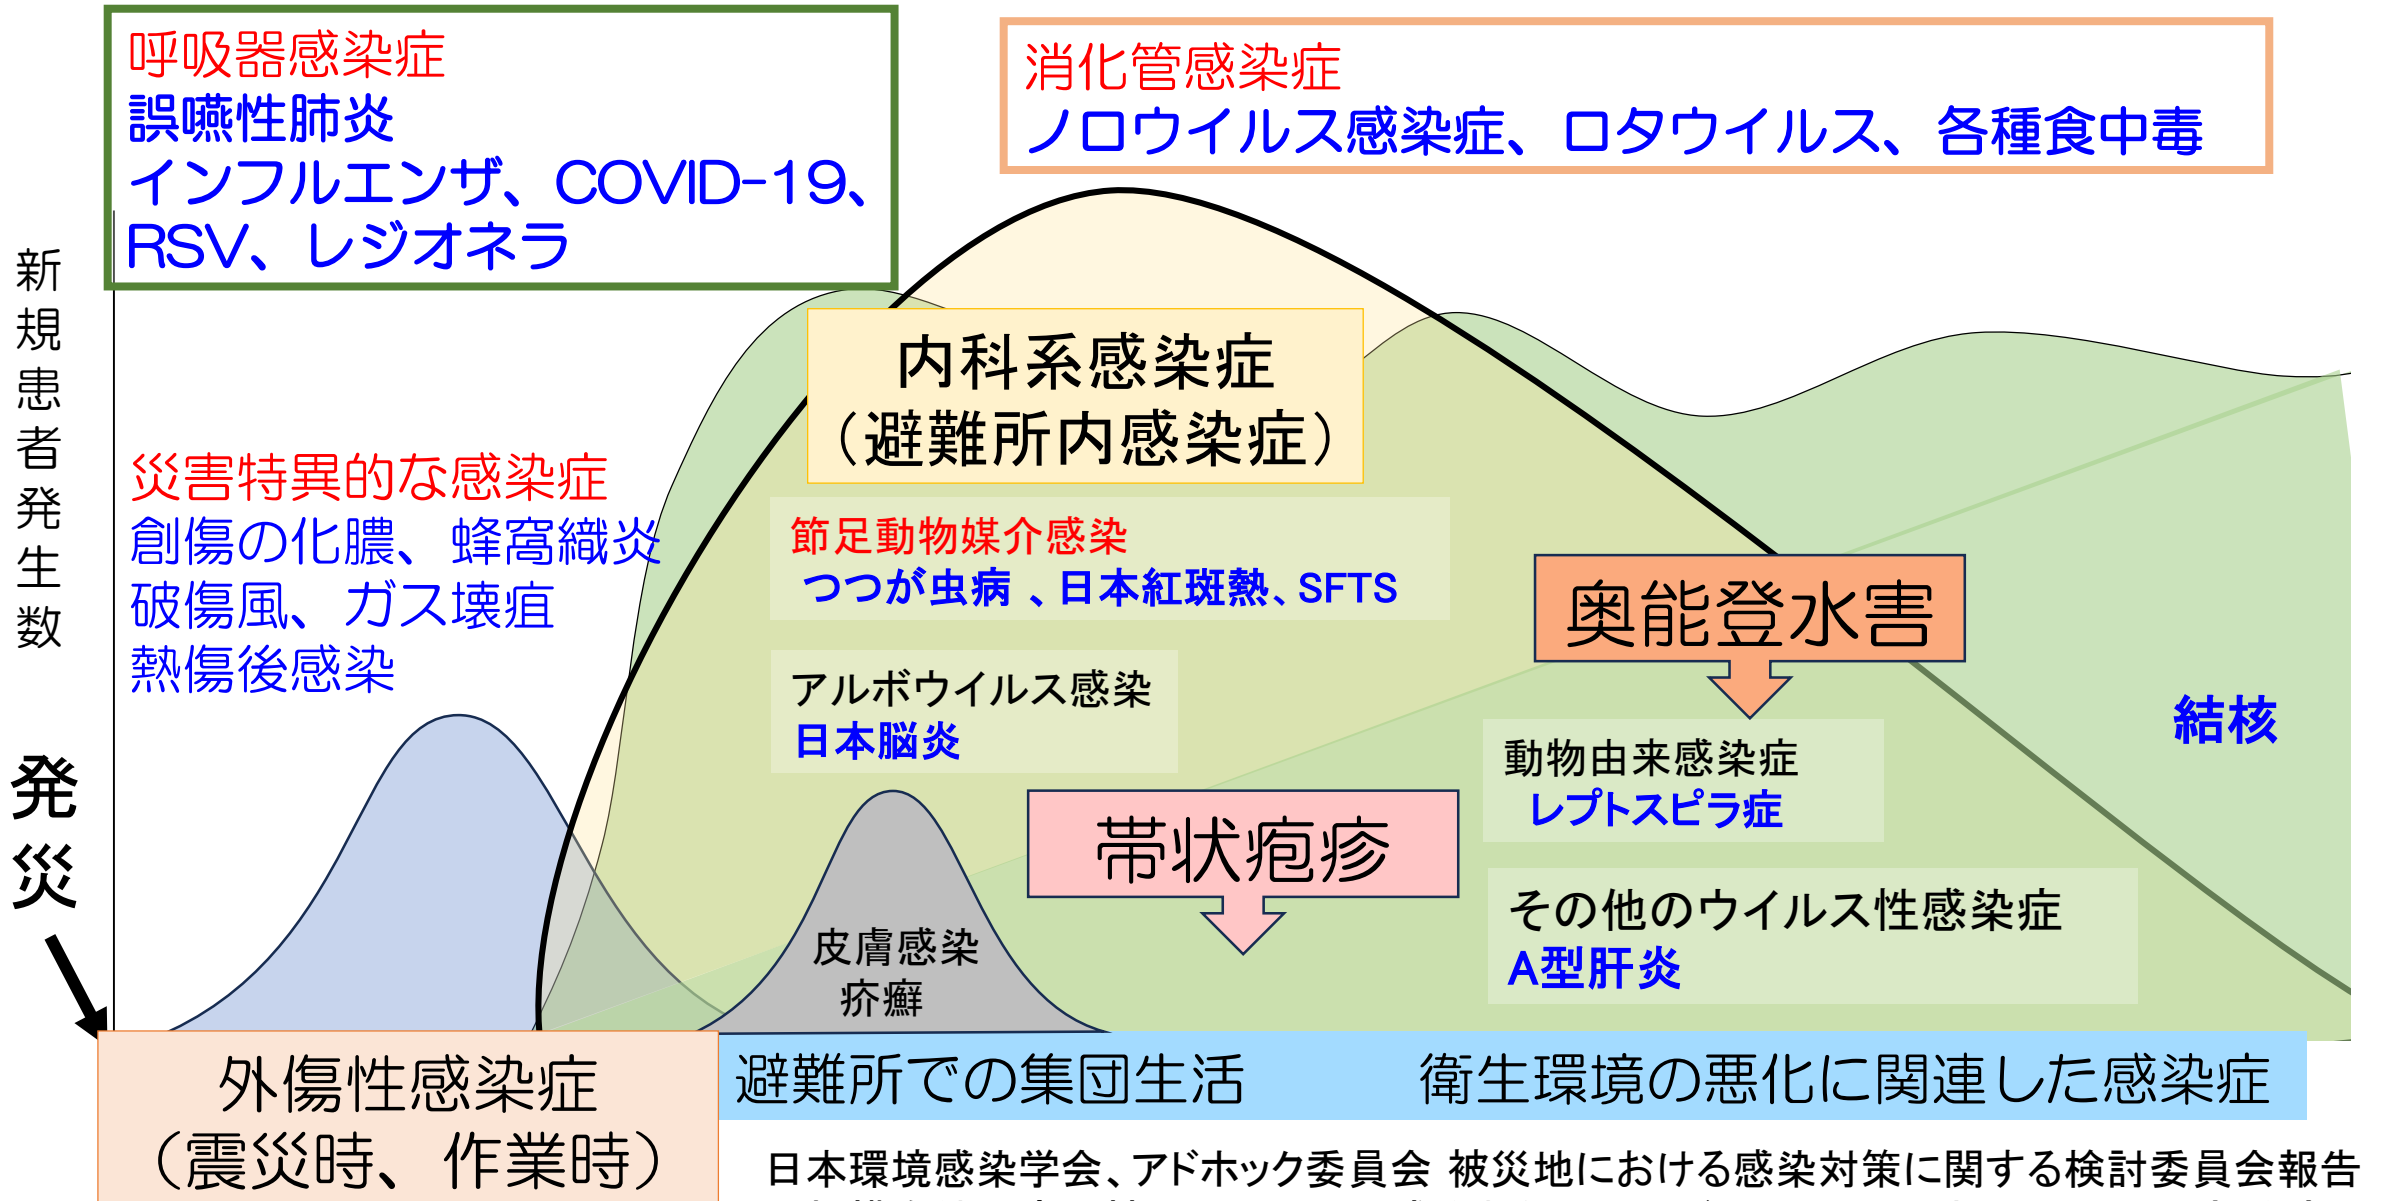 呼吸器感染症
誤嚥性肺炎
インフルエンザ、COVID-19、
RSV、レジオネラ
消化管感染症
ノロウイルス感染症、ロタウイルス、各種食中毒
新規患者発生数
内科系感染症
（避難所内感染症）
災害特異的な感染症
創傷の化膿、蜂窩織炎
破傷風、ガス壊疽
熱傷後感染
節足動物媒介感染
つつが虫病 、日本紅斑熱、SFTS
奥能登水害
アルボウイルス感染
日本脳炎
結核
動物由来感染症
レプトスピラ症
発災
帯状疱疹
その他のウイルス性感染症
A型肝炎
皮膚感染
疥癬
外傷性感染症
（震災時、作業時）
避難所での集団生活
衛生環境の悪化に関連した感染症
日本環境感染学会、アドホック委員会 被災地における感染対策に関する検討委員会報告